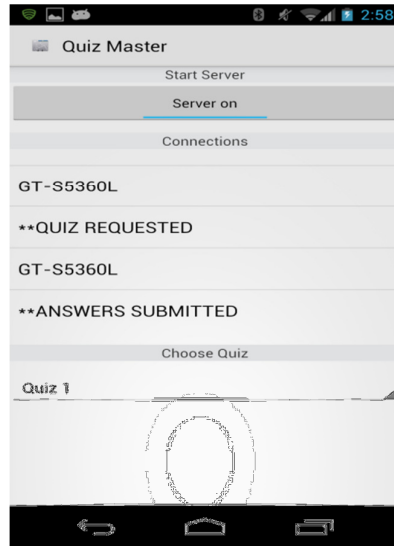 2:58
Quiz Master
Start Server
Server on
Connections
GT-S5360L
**QUIZ REQUESTED
GT-S5360L
**ANSWERS SUBMITTED
Choose Quiz
Quiz 1